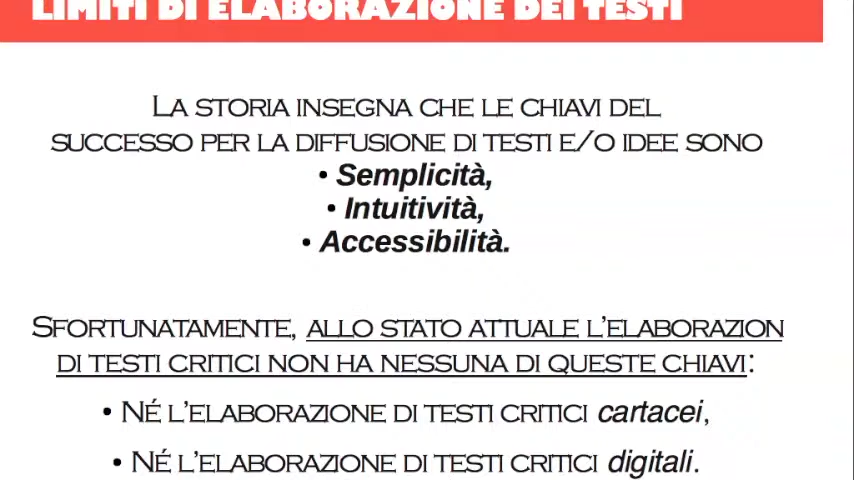 LIMITI DI ELABORAZIONE DEI TESTI
LA STORIA INSEGNA CHE LE CHIAVI DEL
SUCCESSO PER LA DIFFUSIONE DI TESTI E/O IDEE SONO
• Semplicità,
• Intuitività,
• Accessibilità.
SFORTUNATAMENTE, ALLO STATO ATTUALE L'ELABORAZION
DI TESTI CRITICI NON HA NESSUNA DI QUESTE CHIAVI:
• NÉ L'ELABORAZIONE DI TESTI CRITICI cartacei,
• NÉ L'ELABORAZIONE DI TESTI CRITICI digitali.